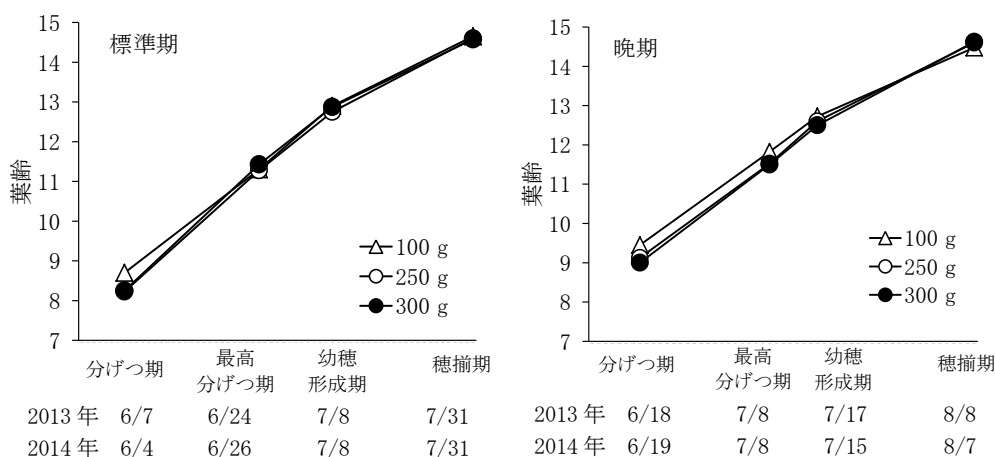 標準期
葉齢
15
14
13
12
11
10
9
8
7
100 g
250 g
300 g
分げつ期
最高
分げつ期
幼穂
形成期
穂揃期
2013 年 6/7 6/24 7/8 7/31
2014 年 6/4 6/26 7/8 7/31
晩期
葉齢
15
14
13
12
11
10
9
8
7
100 g
250 g
300 g
分げつ期
最高
分げつ期
幼穂
形成期
穂揃期
2013 年 6/18 7/8 7/17 8/8
2014 年 6/19 7/8 7/15 8/7